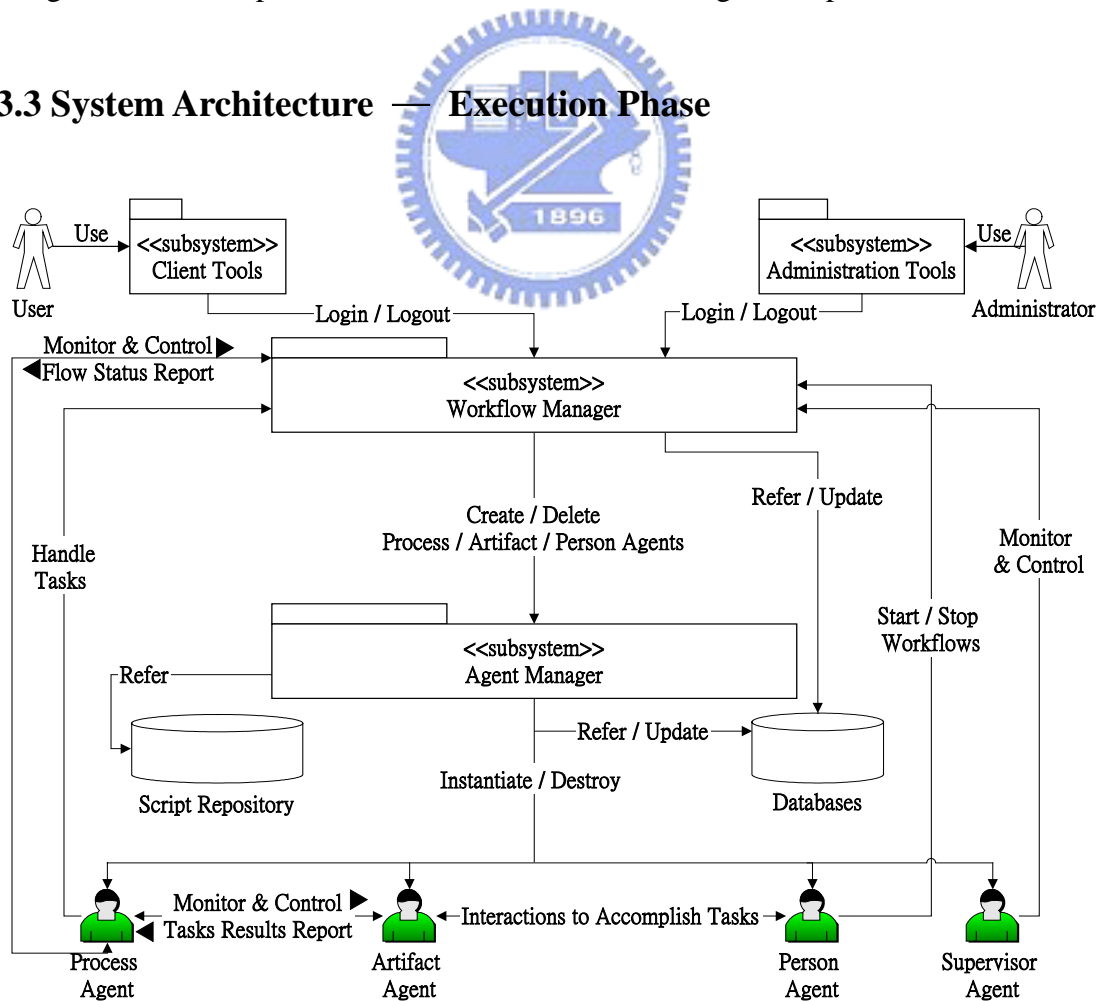 3.3 System Architecture — Execution Phase
1896
Use
<<subsystem>>
Client Tools
User
<<subsystem>>
Administration Tools
Use
Administrator
Login / Logout
Login / Logout
Monitor & Control
Flow Status Report
<<subsystem>>
Workflow Manager
Refer / Update
Create / Delete
Process / Artifact / Person Agents
Handle
Tasks
Monitor
& Control
Start / Stop
Workflows
<<subsystem>>
Agent Manager
Refer
Refer / Update
Instantiate / Destroy
Script Repository
Databases
Monitor & Control
Tasks Results Report
Interactions to Accomplish Tasks
Process
Agent
Artifact
Agent
Person
Agent
Supervisor
Agent